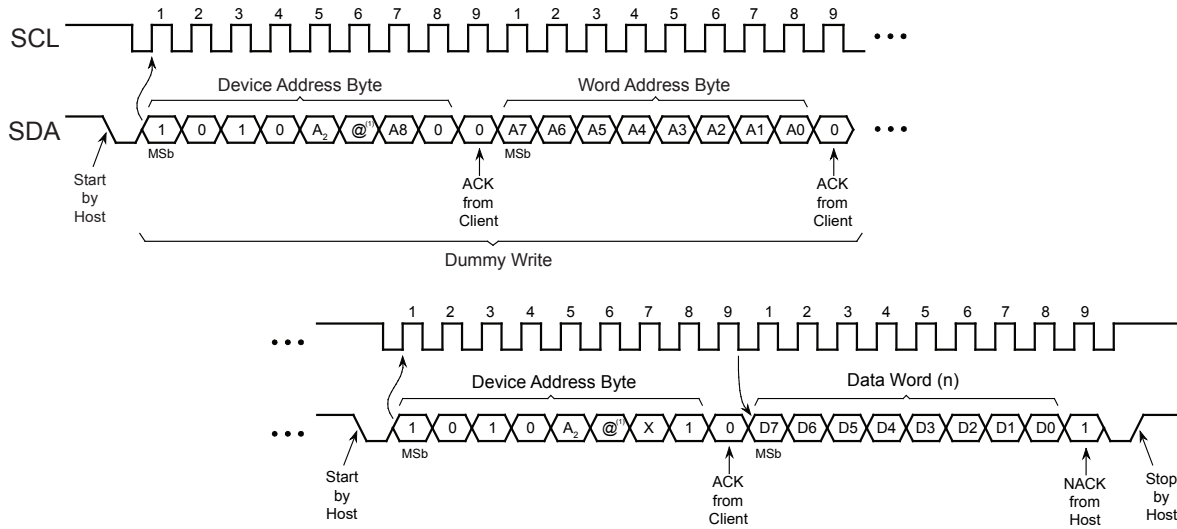 1 2 3 4 5 6 7 8 9 1 2 3 4 5 6 7 8 9
SCL
Device Address Byte Word Address Byte
SDA 1 0 1 0 A2 @(1) A8 0 0 A7 A6 A5 A4 A3 A2 A1 A0 0
MSb MSb
Start
by
Host
ACK
from
Client
ACK
from
Client
Dummy Write
1 2 3 4 5 6 7 8 9 1 2 3 4 5 6 7 8 9
Device Address Byte Data Word (n)
1 0 1 0 A2 @(1) X 1 0 D7 D6 D5 D4 D3 D2 D1 D0 1
MSb MSb
Start
by
Host
ACK
from
Client
NACK
from
Host
Stop
by
Host